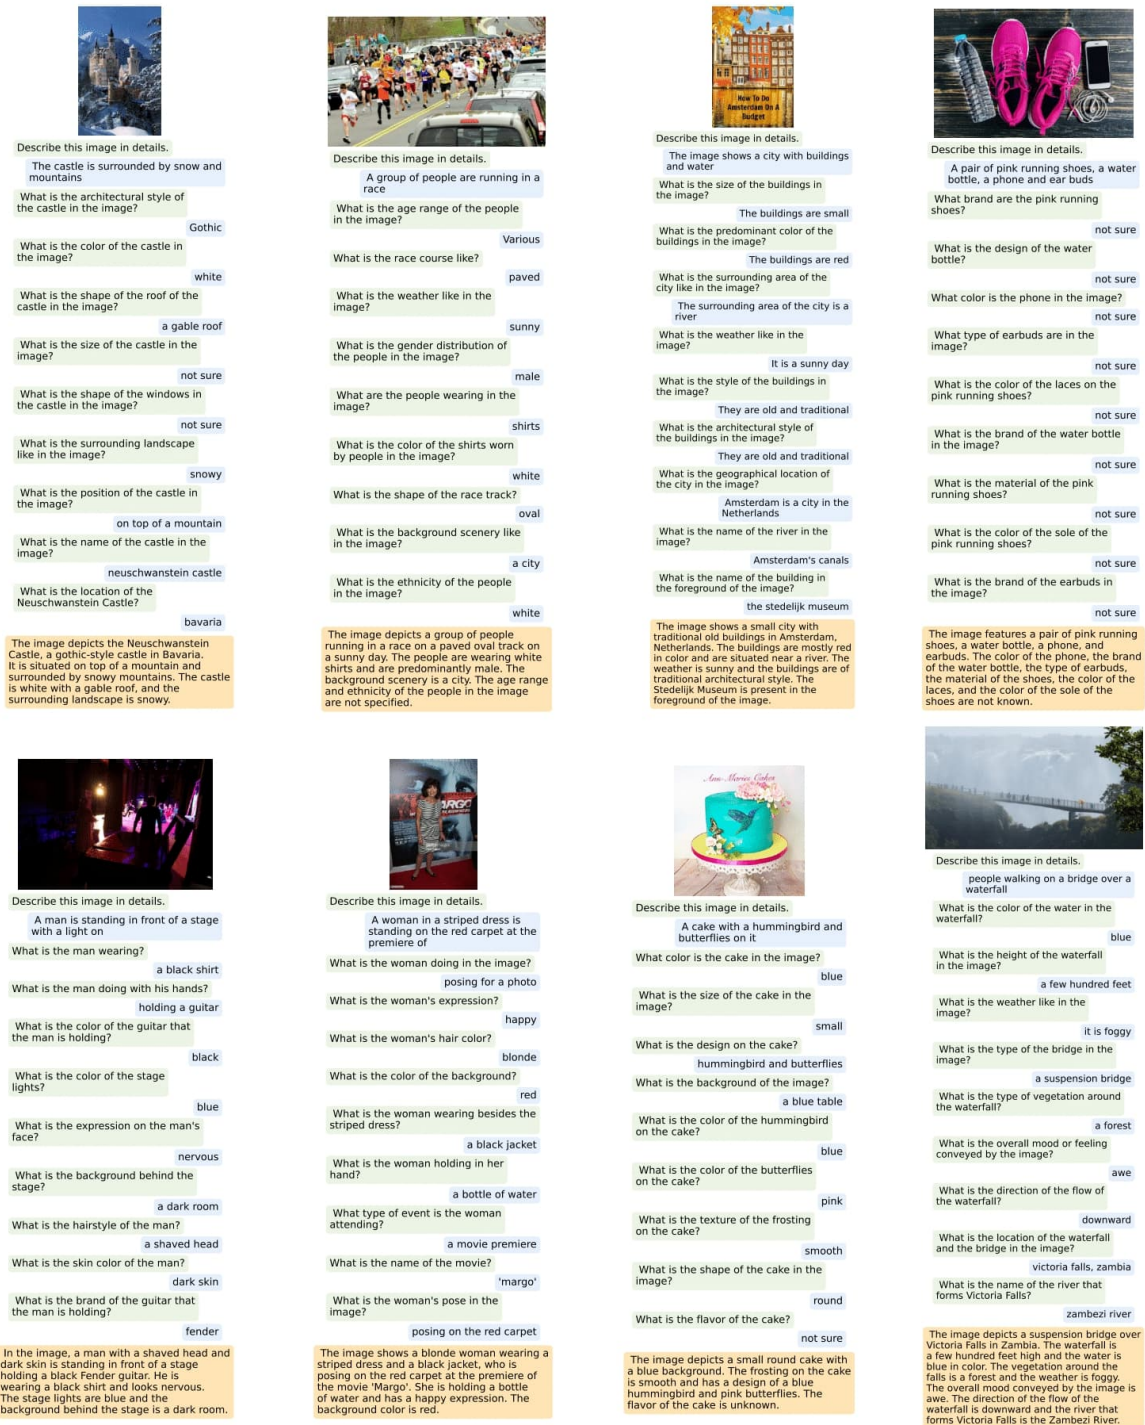 Describe this image in details.
The castle is surrounded by snow and
mountains
What is the architectural style of
the castle in the image?
Gothic
What is the color of the castle in
the image?
white
What is the shape of the roof of the
castle in the image?
a gable roof
What is the size of the castle in the
image?
not sure
What is the shape of the windows in
the castle in the image?
not sure
What is the surrounding landscape
like in the image?
snowy
What is the position of the castle in
the image?
on top of a mountain
What is the name of the castle in the
image?
neuschwanstein castle
What is the location of the
Neuschwanstein Castle?
bavaria
The image depicts the Neuschwanstein
Castle, a gothic-style castle in Bavaria.
It is situated on top of a mountain and
surrounded by snowy mountains. The castle
is white with a gable roof, and the
surrounding landscape is snowy.
Describe this image in details.
A group of people are running in a
race
What is the age range of the people
in the image?
Various
What is the race course like?
paved
What is the weather like in the
image?
sunny
What is the gender distribution of
the people in the image?
male
What are the people wearing in the
image?
shirts
What is the color of the shirts worn
by people in the image?
white
What is the shape of the race track?
oval
What is the background scenery like
in the image?
a city
What is the ethnicity of the people
in the image?
white
The image depicts a group of people
running in a race on a paved oval track on
a sunny day. The people are wearing white
shirts and are predominantly male. The
background scenery is a city. The age range
and ethnicity of the people in the image
are not specified.
How To Do
Amsterdam On A
Budget
Describe this image in details.
The image shows a city with buildings
and water
What is the size of the buildings in
the image?
The buildings are small
What is the predominant color of the
buildings in the image?
The buildings are red
What is the surrounding area of the
city like in the image?
The surrounding area of the city is a
river
What is the weather like in the
image?
It is a sunny day
What is the style of the buildings in
the image?
They are old and traditional
What is the architectural style of
the buildings in the image?
They are old and traditional
What is the geographical location of
the city in the image?
Amsterdam is a city in the
Netherlands
What is the name of the river in the
image?
Amsterdam's canals
What is the name of the building in
the foreground of the image?
the stedelijk museum
The image shows a small city with
traditional old buildings in Amsterdam,
Netherlands. The buildings are mostly red
in color and are situated near a river. The
weather is sunny and the buildings are of
traditional architectural style. The
Stedelijk Museum is present in the
foreground of the image.
Describe this image in details.
A pair of pink running shoes, a water
bottle, a phone and ear buds
What brand are the pink running
shoes?
not sure
What is the design of the water
bottle?
not sure
What color is the phone in the image?
not sure
What type of earbuds are in the
image?
not sure
What is the color of the laces on the
pink running shoes?
not sure
What is the brand of the water bottle
in the image?
not sure
What is the material of the pink
running shoes?
not sure
What is the color of the sole of the
pink running shoes?
not sure
What is the brand of the earbuds in
the image?
not sure
The image features a pair of pink running
shoes, a water bottle, a phone, and
earbuds. The color of the phone, the brand
of the water bottle, the type of earbuds,
the material of the shoes, the color of the
laces, and the color of the sole of the
shoes are not known.
Describe this image in details.
A man is standing in front of a stage
with a light on
What is the man wearing?
a black shirt
What is the man doing with his hands?
holding a guitar
What is the color of the guitar that
the man is holding?
black
What is the color of the stage
lights?
blue
What is the expression on the man's
face?
nervous
What is the background behind the
stage?
a dark room
What is the hairstyle of the man?
a shaved head
What is the skin color of the man?
dark skin
What is the brand of the guitar that
the man is holding?
fender
In the image, a man with a shaved head and
dark skin is standing in front of a stage
holding a black Fender guitar. He is
wearing a black shirt and looks nervous.
The stage lights are blue and the
background behind the stage is a dark room.
ARGO
Describe this image in details.
A woman in a striped dress is
standing on the red carpet at the
premiere of
What is the woman doing in the image?
posing for a photo
What is the woman's expression?
happy
What is the woman's hair color?
blonde
What is the color of the background?
red
What is the woman wearing besides the
striped dress?
a black jacket
What is the woman holding in her
hand?
a bottle of water
What type of event is the woman
attending?
a movie premiere
What is the name of the movie?
'margo'
What is the woman's pose in the
image?
posing on the red carpet
The image shows a blonde woman wearing a
striped dress and a black jacket, who is
posing on the red carpet at the premiere of
the movie 'Margo'. She is holding a bottle
of water and has a happy expression. The
background color is red.
Ann-Maries Cakes
Describe this image in details.
A cake with a hummingbird and
butterflies on it
What color is the cake in the image?
blue
What is the size of the cake in the
image?
small
What is the design on the cake?
hummingbird and butterflies
What is the background of the image?
a blue table
What is the color of the hummingbird
on the cake?
blue
What is the color of the butterflies
on the cake?
pink
What is the texture of the frosting
on the cake?
smooth
What is the shape of the cake in the
image?
round
What is the flavor of the cake?
not sure
The image depicts a small round cake with
a blue background. The frosting on the cake
is smooth and has a design of a blue
hummingbird and pink butterflies. The
flavor of the cake is unknown.
Describe this image in details.
people walking on a bridge over a
waterfall
What is the color of the water in the
waterfall?
blue
What is the height of the waterfall
in the image?
a few hundred feet
What is the weather like in the
image?
it is foggy
What is the type of the bridge in the
image?
a suspension bridge
What is the type of vegetation around
the waterfall?
a forest
What is the overall mood or feeling
conveyed by the image?
awe
What is the direction of the flow of
the waterfall?
downward
What is the location of the waterfall
and the bridge in the image?
victoria falls, zambia
What is the name of the river that
forms Victoria Falls?
zambezi river
The image depicts a suspension bridge over
Victoria Falls in Zambia. The waterfall is
a few hundred feet high and the water is
blue in color. The vegetation around the
falls is a forest and the weather is foggy.
The overall mood conveyed by the image is
awe. The direction of the flow of the
waterfall is downward and the river that
forms Victoria Falls is the Zambezi River.